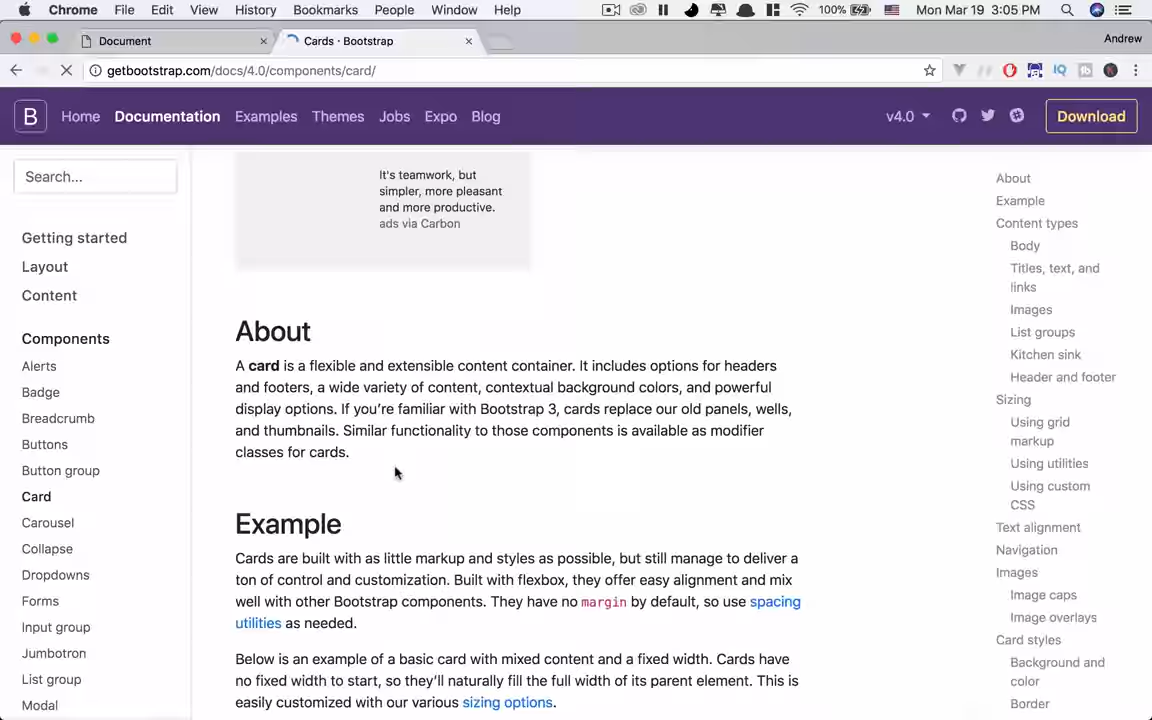 Chrome File Edit View History Bookmarks People Window Help 100% Mon Mar 19 3:05 PM
Document Cards · Bootstrap Andrew
getbootstrap.com/docs/4.0/components/card/
B Home Documentation Examples Themes Jobs Expo Blog v4.0 Download
Search...
Getting started
Layout
Content
Components
Alerts
Badge
Breadcrumb
Buttons
Button group
Card
Carousel
Collapse
Dropdowns
Forms
Input group
Jumbotron
List group
Modal
It's teamwork, but
simpler, more pleasant
and more productive.
ads via Carbon
About
A card is a flexible and extensible content container. It includes options for headers
and footers, a wide variety of content, contextual background colors, and powerful
display options. If you're familiar with Bootstrap 3, cards replace our old panels, wells,
and thumbnails. Similar functionality to those components is available as modifier
classes for cards.
Example
Cards are built with as little markup and styles as possible, but still manage to deliver a
ton of control and customization. Built with flexbox, they offer easy alignment and mix
well with other Bootstrap components. They have no margin by default, so use spacing
utilities as needed.
Below is an example of a basic card with mixed content and a fixed width. Cards have
no fixed width to start, so they'll naturally fill the full width of its parent element. This is
easily customized with our various sizing options.
About
Example
Content types
Body
Titles, text, and
links
Images
List groups
Kitchen sink
Header and footer
Sizing
Using grid
markup
Using utilities
Using custom
CSS
Text alignment
Navigation
Images
Image caps
Image overlays
Card styles
Background and
color
Border